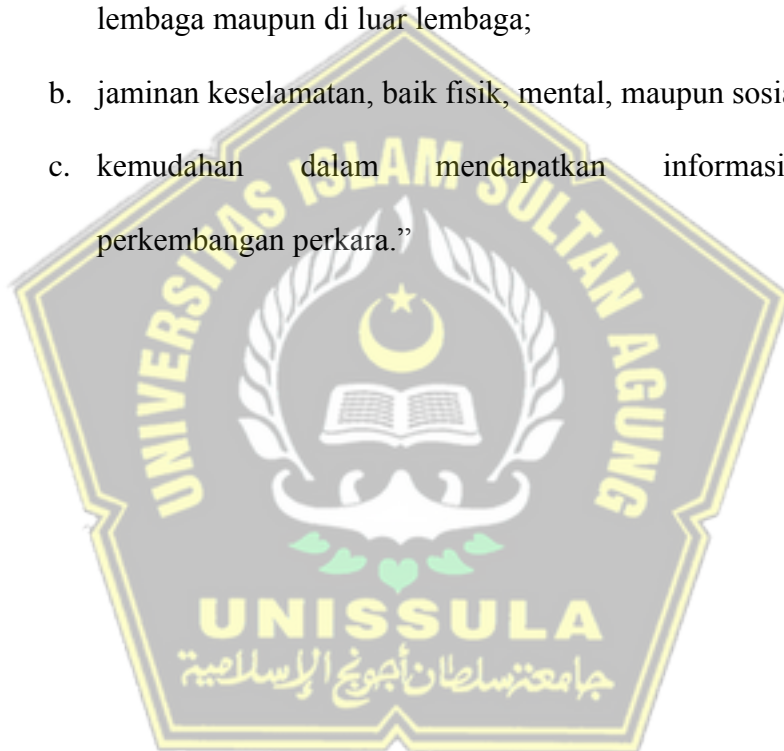 lembaga maupun di luar lembaga;
b. jaminan keselamatan, baik fisik, mental, maupun
c. kemudahan dalam mendapatkan informasi
perkembangan perkara.”
UNIVERSITAS ISLAM SULTAN AGUNG
UNISSULA
جامعة سلطان أجونج الإسلامية